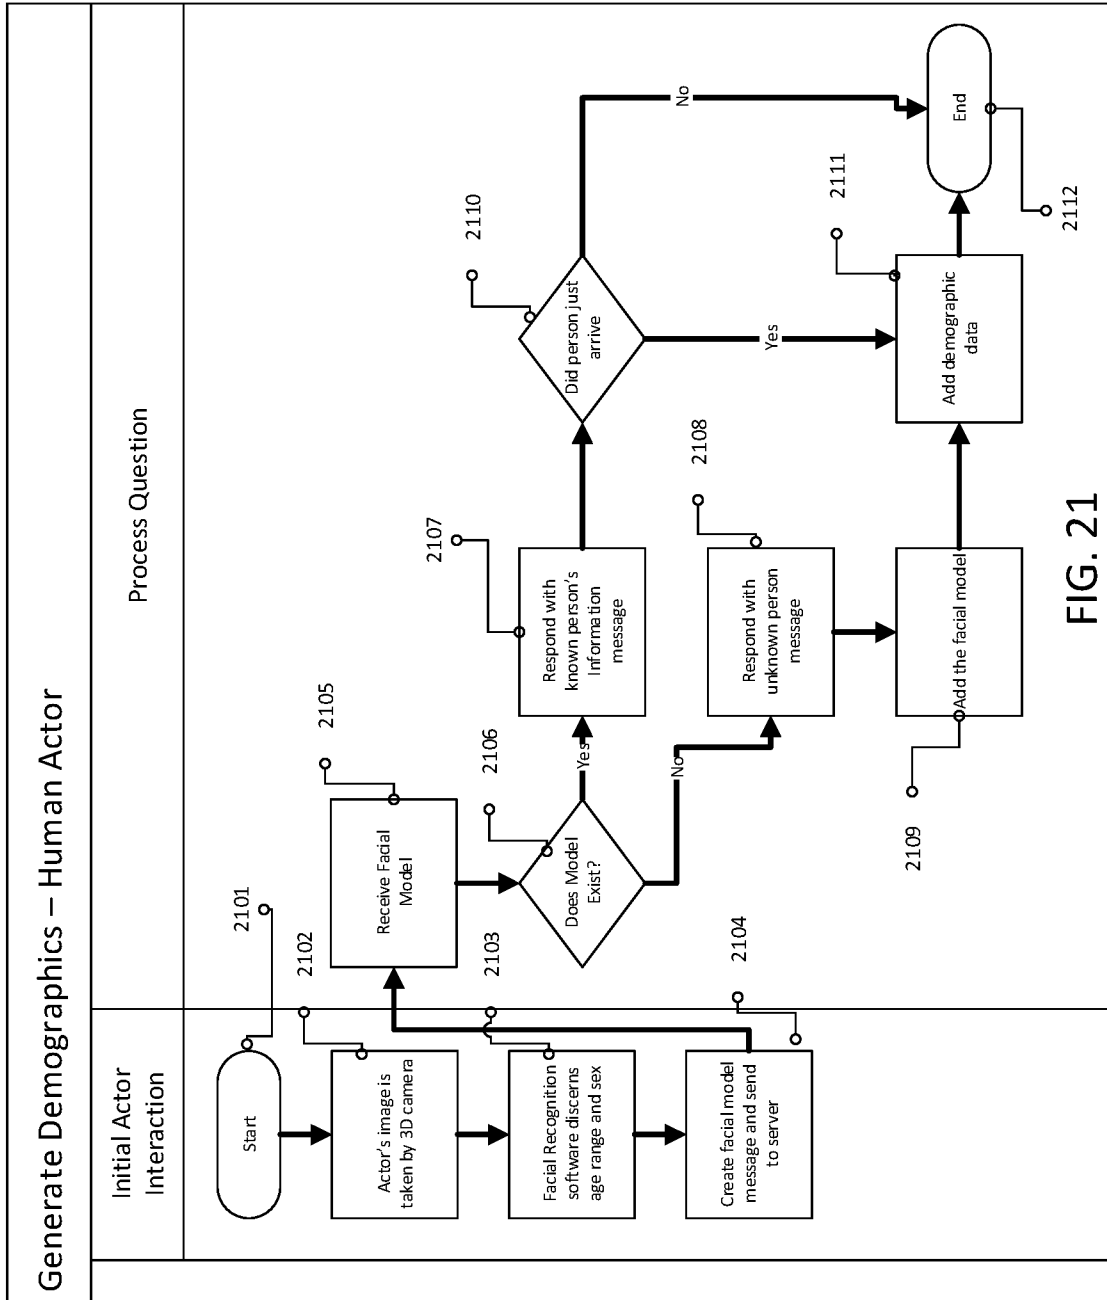 Generate Demographics – Human Actor
Initial Actor
Interaction
Process Question
Start
2101
Actor's image is
taken by 3D camera
2102
Facial Recognition
software discerns
age range and sex
2103
Create facial model
message and send
to server
2104
Receive Facial
Model
2105
Does Model
Exist?
2106
Yes
No
Respond with
known person's
Information
message
2107
Respond with
unknown person
message
2108
Add the facial model
2109
Did person just
arrive
2110
Yes
No
Add demographic
data
2111
End
2112
FIG. 21